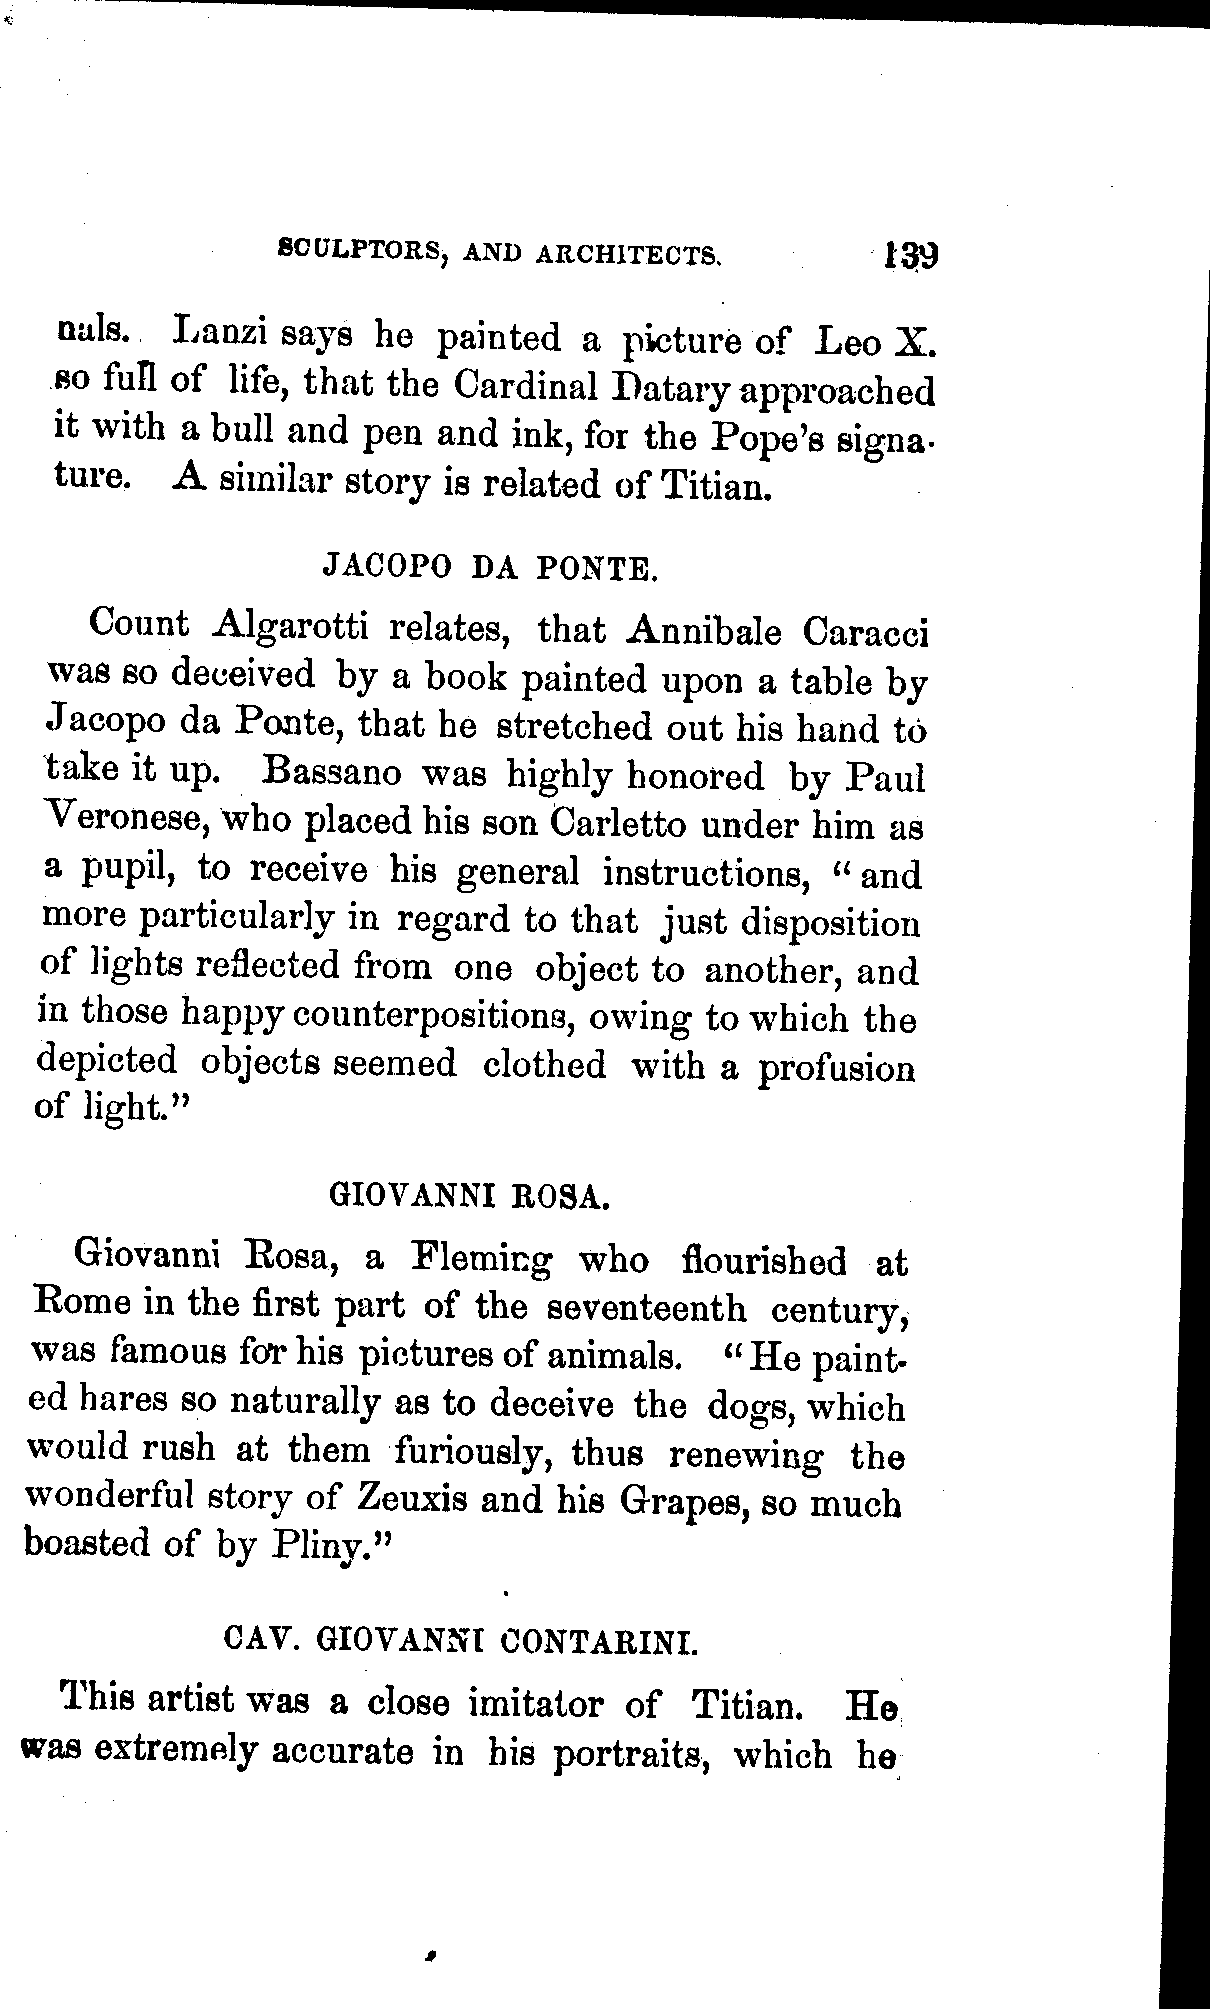 SCULPTORS, AND ARCHITECTS. 139
nals. Lanzi says he painted a picture of Leo X.
so full of life, that the Cardinal Datary approached
it with a bull and pen and ink, for the Pope's signa-
ture. A similar story is related of Titian.
JACOPO DA PONTE.
Count Algarotti relates, that Annibale Caracci
was so deceived by a book painted upon a table by
Jacopo da Ponte, that he stretched out his hand to
take it up. Bassano was highly honored by Paul
Veronese, who placed his son Carletto under him as
a pupil, to receive his general instructions, "and
more particularly in regard to that just disposition
of lights reflected from one object to another, and
in those happy counterpositions, owing to which the
depicted objects seemed clothed with a profusion
of light."
GIOVANNI ROSA.
Giovanni Rosa, a Fleming who flourished at
Rome in the first part of the seventeenth century,
was famous for his pictures of animals. "He paint-
ed hares so naturally as to deceive the dogs, which
would rush at them furiously, thus renewing the
wonderful story of Zeuxis and his Grapes, so much
boasted of by Pliny."
CAV. GIOVANNI CONTARINI.
This artist was a close imitator of Titian. He
was extremely accurate in his portraits, which he